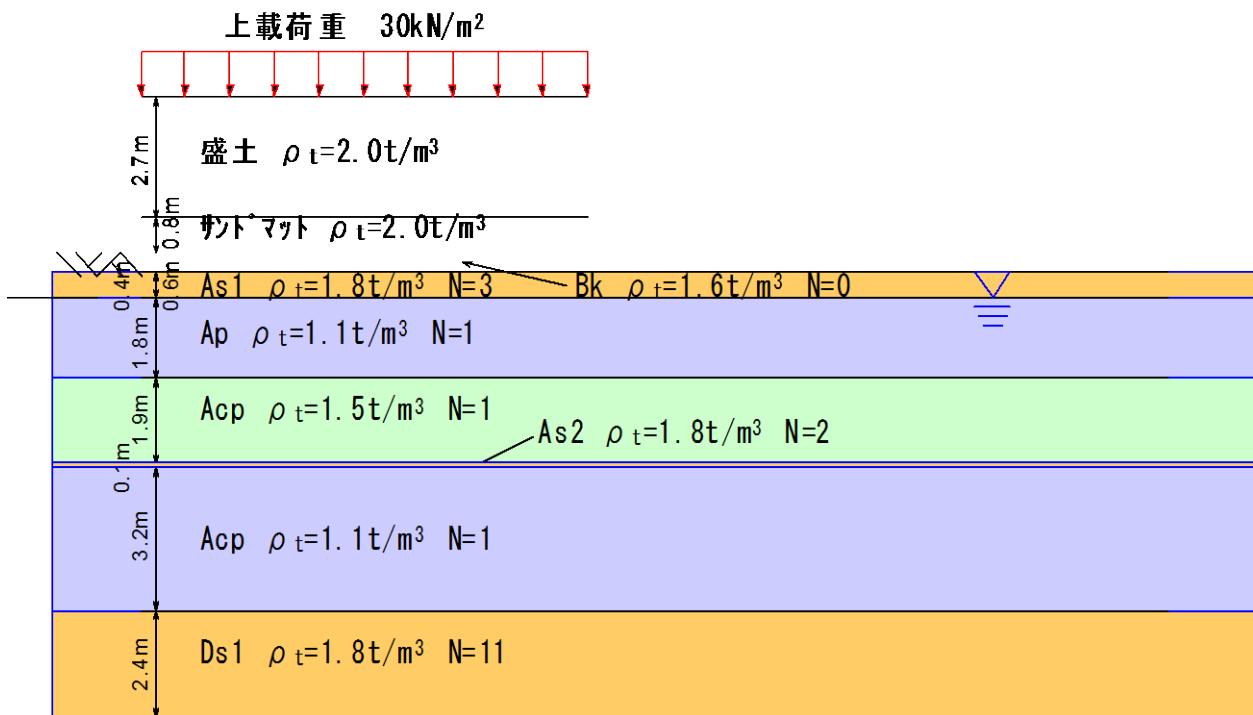 上載荷重 30kN/m²
2.7m
盛土 ρt=2.0t/m³
0.8m
サンドマット ρt=2.0t/m³
0.4m
0.6m
As1 ρt=1.8t/m³ N=3
Bk ρt=1.6t/m³ N=0
1.8m
Ap ρt=1.1t/m³ N=1
1.9m
Acp ρt=1.5t/m³ N=1
As2 ρt=1.8t/m³ N=2
0.1m
3.2m
Acp ρt=1.1t/m³ N=1
2.4m
Ds1 ρt=1.8t/m³ N=11